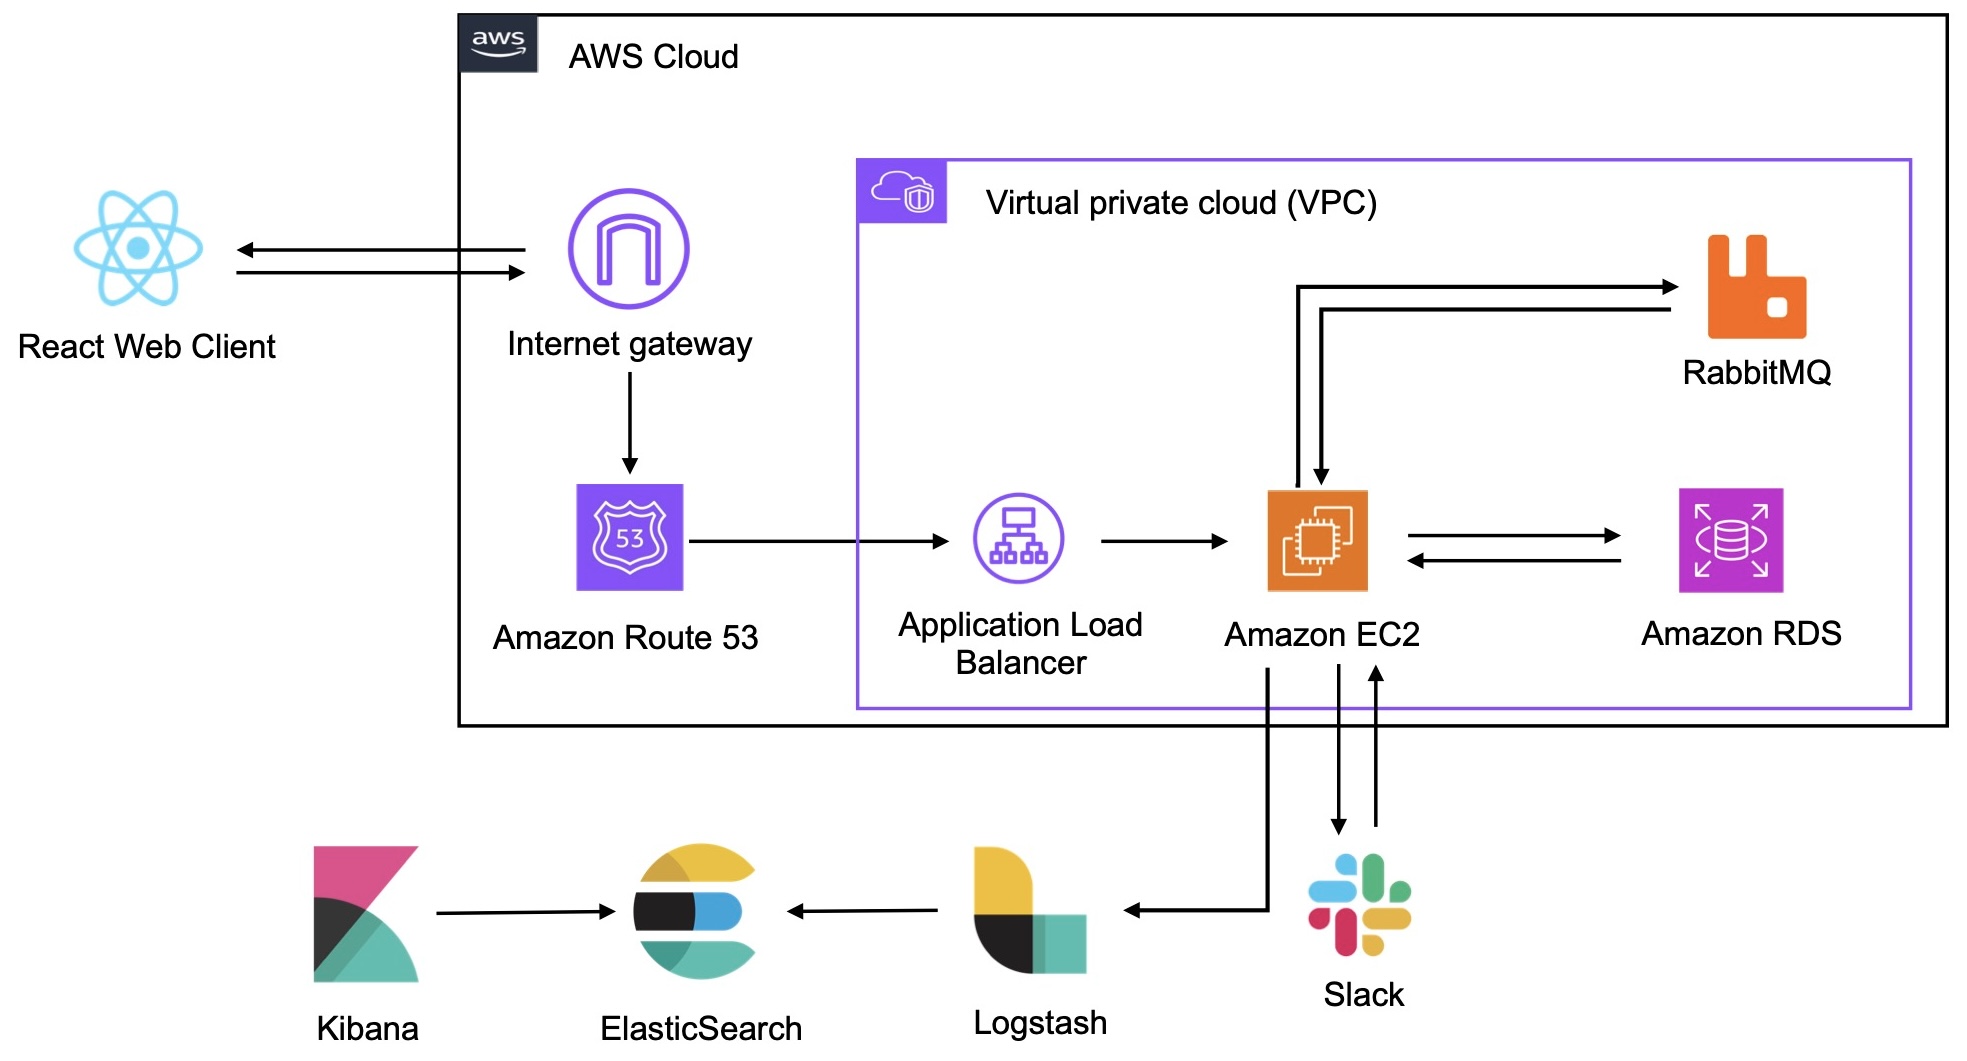 aws
AWS Cloud
Virtual private cloud (VPC)
React Web Client
Internet gateway
RabbitMQ
53
Amazon Route 53
Application Load
Balancer
Amazon EC2
Amazon RDS
Kibana
ElasticSearch
Logstash
Slack